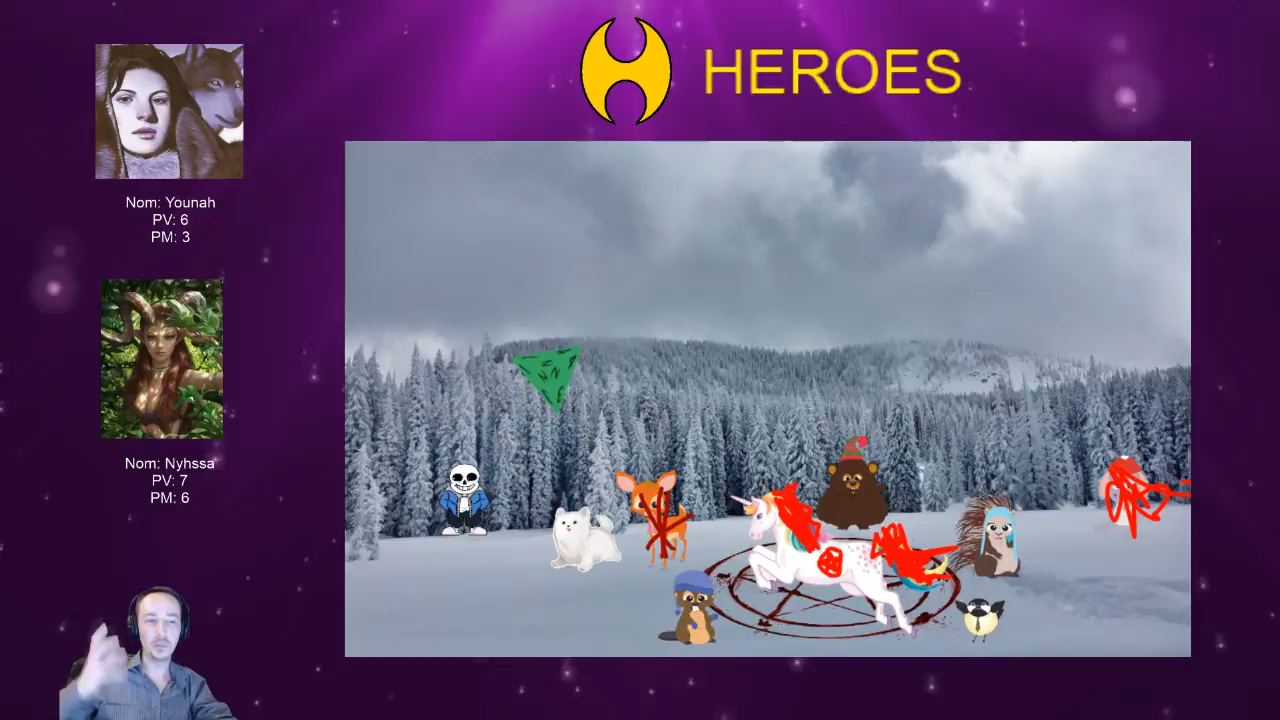 HEROES
Nom: Younah
PV: 6
PM: 3
Nom: Nyhssa
PV: 7
PM: 6